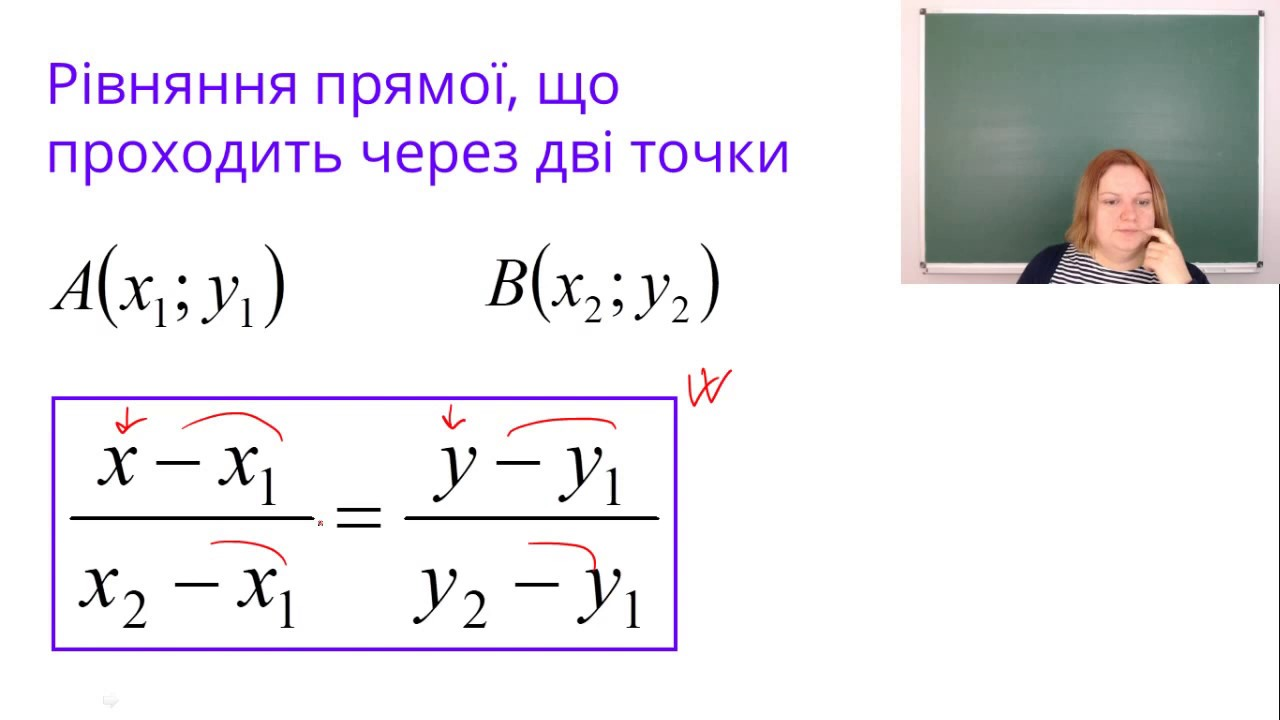 Рівняння прямої, що
проходить через дві точки
A(x₁; y₁) B(x₂; y₂)
(x − x₁)/(x₂ − x₁) = (y − y₁)/(y₂ − y₁)